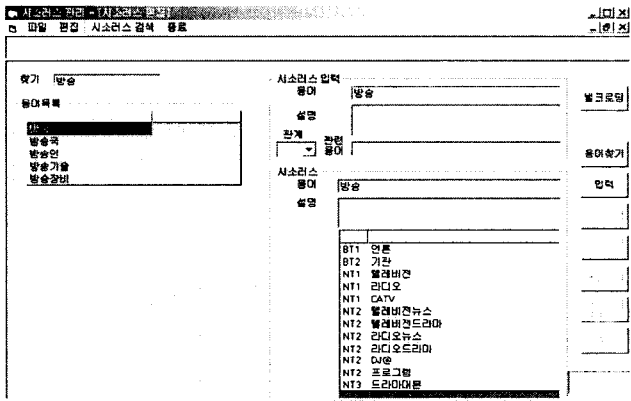 시소러스 관리 - [시소러스 편집]
파일 편집 시소러스 검색 종료
찾기 방송
용어목록
방송국
방송인
방송기술
방송장비
시소러스 입력
용어 방송
설명
관계
관련용어
시소러스
용어 방송
설명
BT1 언론
BT2 기관
NT1 텔레비젼
NT1 라디오
NT1 CATV
NT2 텔레비젼뉴스
NT2 텔레비젼드라마
NT2 라디오뉴스
NT2 라디오드라마
NT2 DJ@
NT2 프로그램
NT3 드라마대본
벌크로딩
용어찾기
입력